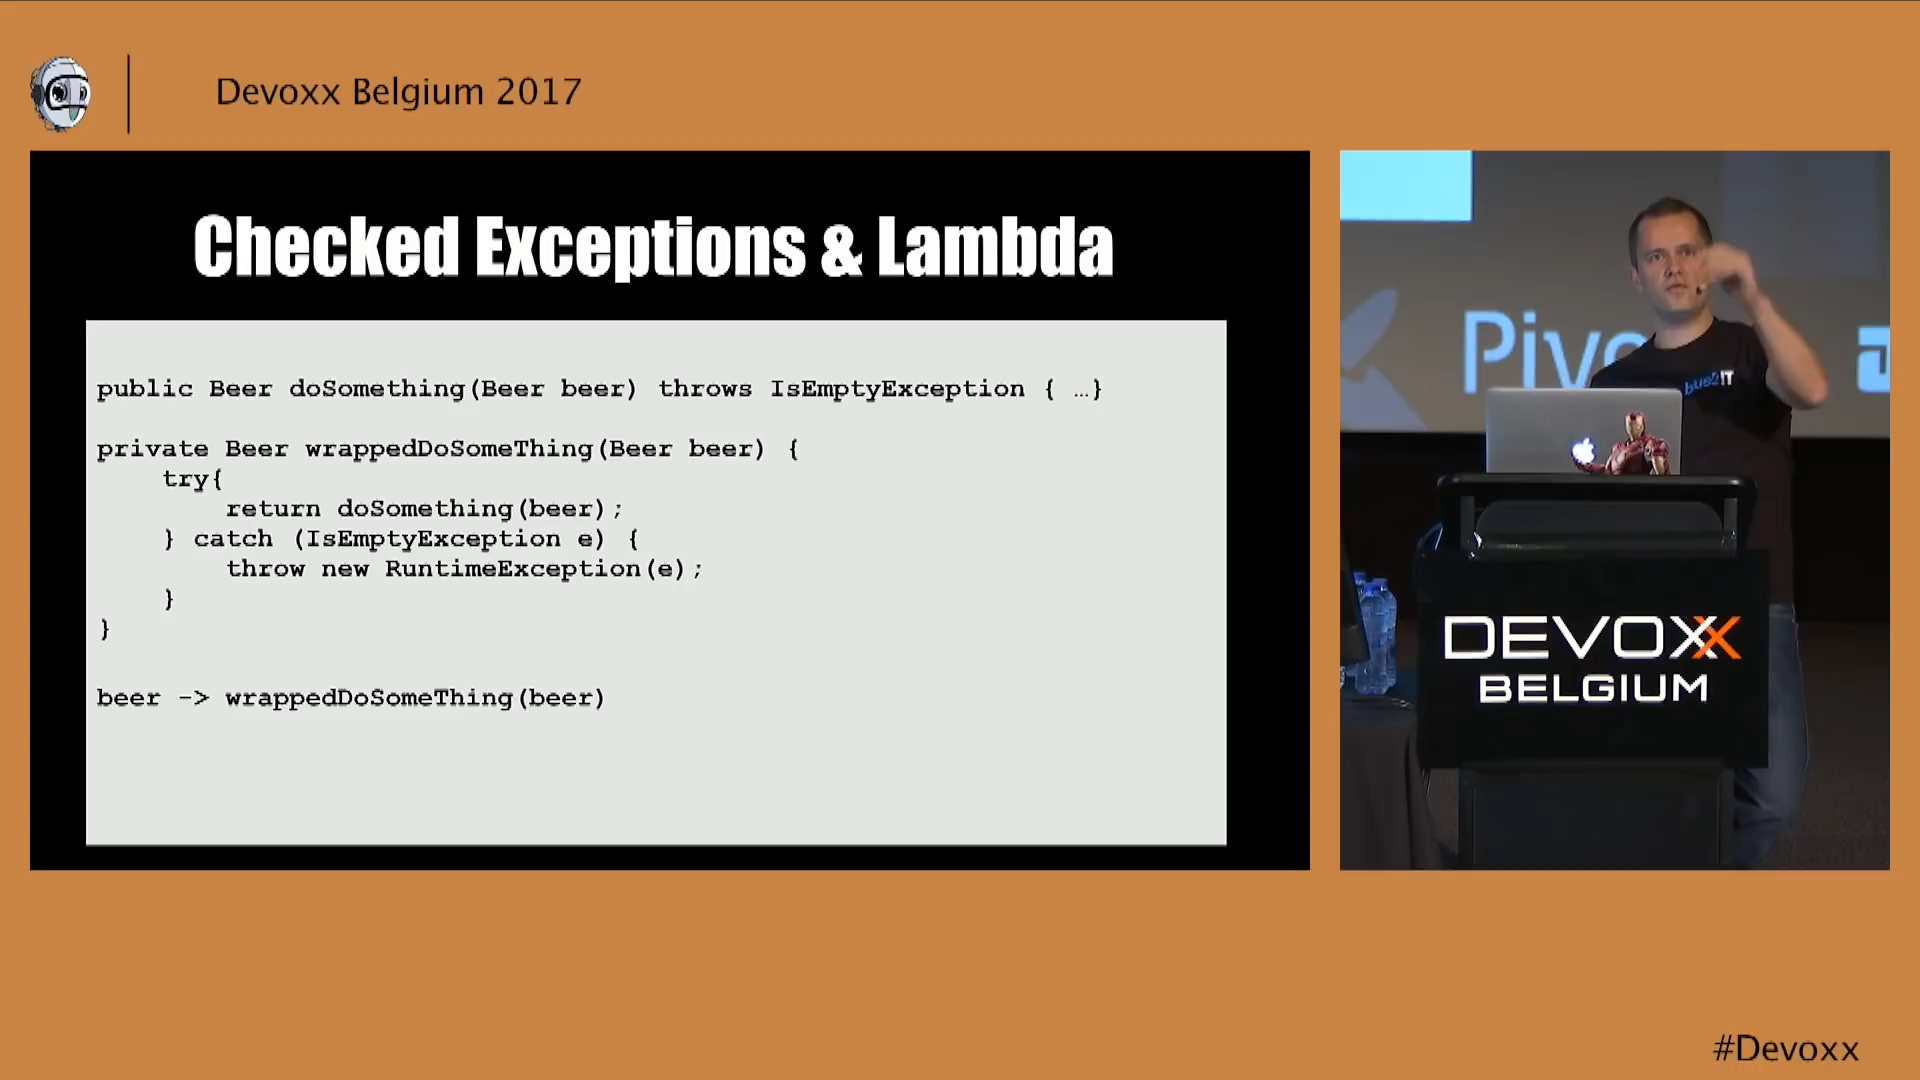 Devoxx Belgium 2017
Checked Exceptions & Lambda
public Beer doSomething(Beer beer) throws IsEmptyException { …}
private Beer wrappedDoSomeThing(Beer beer) {
try{
return doSomething(beer);
} catch (IsEmptyException e) {
throw new RuntimeException(e);
}
}
beer -> wrappedDoSomeThing(beer)
DEVOXX
BELGIUM
#Devoxx